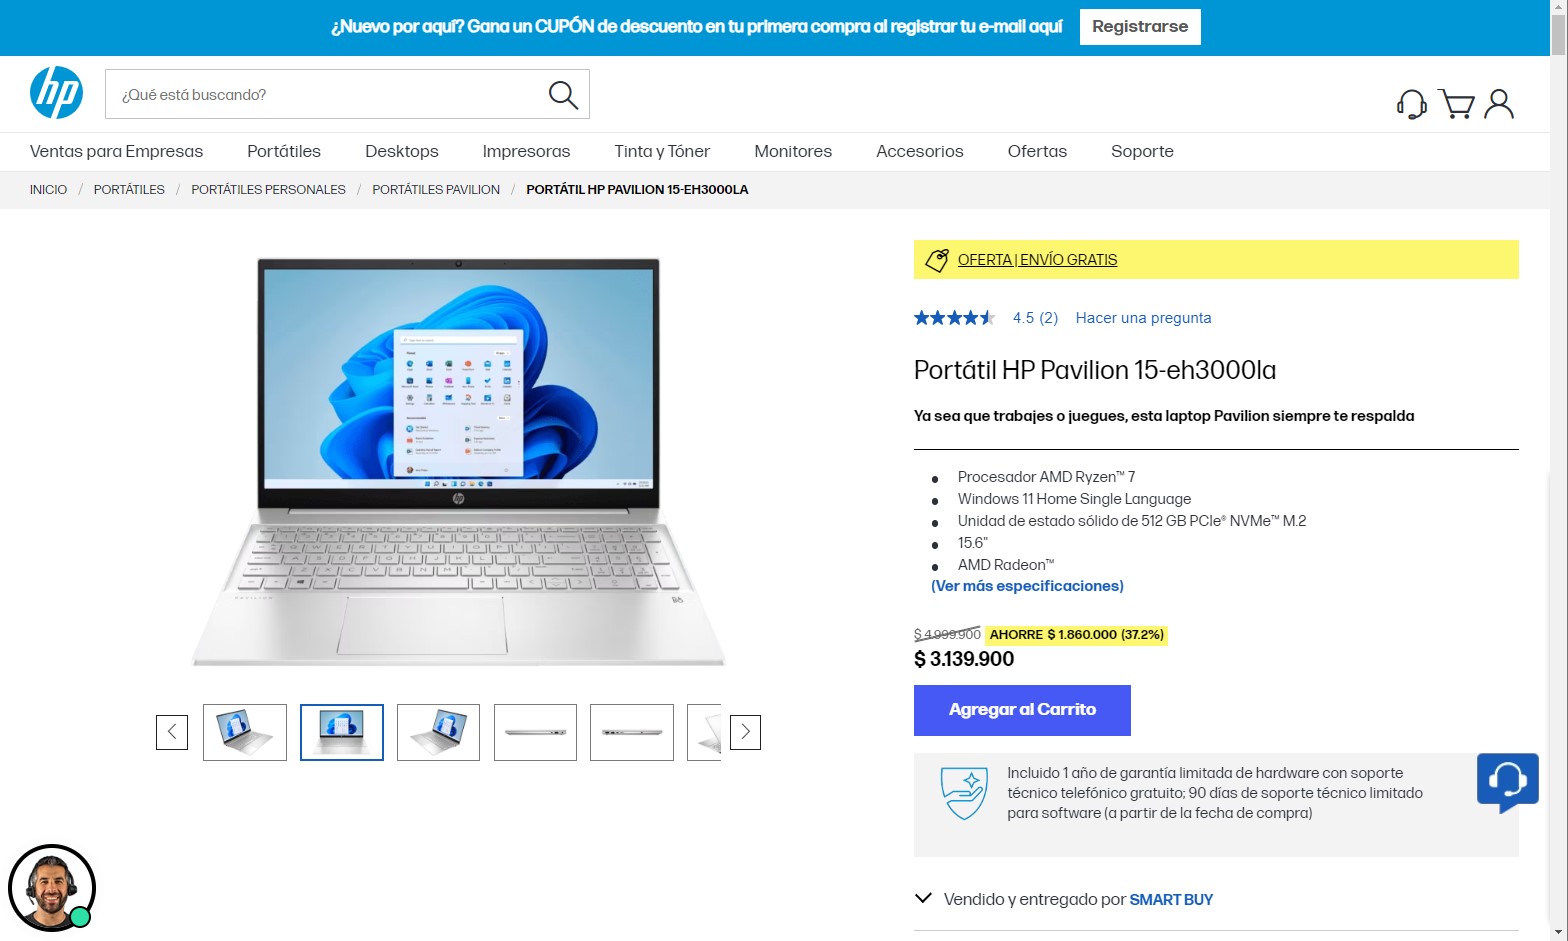 ¿Nuevo por aquí? Gana un CUPÓN de descuento en tu primera compra al registrar tu e-mail aquí Registrarse
hp
¿Qué está buscando?
Ventas para Empresas Portátiles Desktops Impresoras Tinta y Tóner Monitores Accesorios Ofertas Soporte
INICIO / PORTÁTILES / PORTÁTILES PERSONALES / PORTÁTILES PAVILION / PORTÁTIL HP PAVILION 15-EH3000LA
OFERTA | ENVÍO GRATIS
4.5 (2) Hacer una pregunta
Portátil HP Pavilion 15-eh3000la
Ya sea que trabajes o juegues, esta laptop Pavilion siempre te respalda
Procesador AMD Ryzen™ 7
Windows 11 Home Single Language
Unidad de estado sólido de 512 GB PCIe® NVMe™ M.2
15.6"
AMD Radeon™
(Ver más especificaciones)
$ 4.999.900 AHORRE $ 1.860.000 (37.2%)
$ 3.139.900
Agregar al Carrito
Incluido 1 año de garantía limitada de hardware con soporte
técnico telefónico gratuito; 90 días de soporte técnico limitado
para software (a partir de la fecha de compra)
Vendido y entregado por SMART BUY